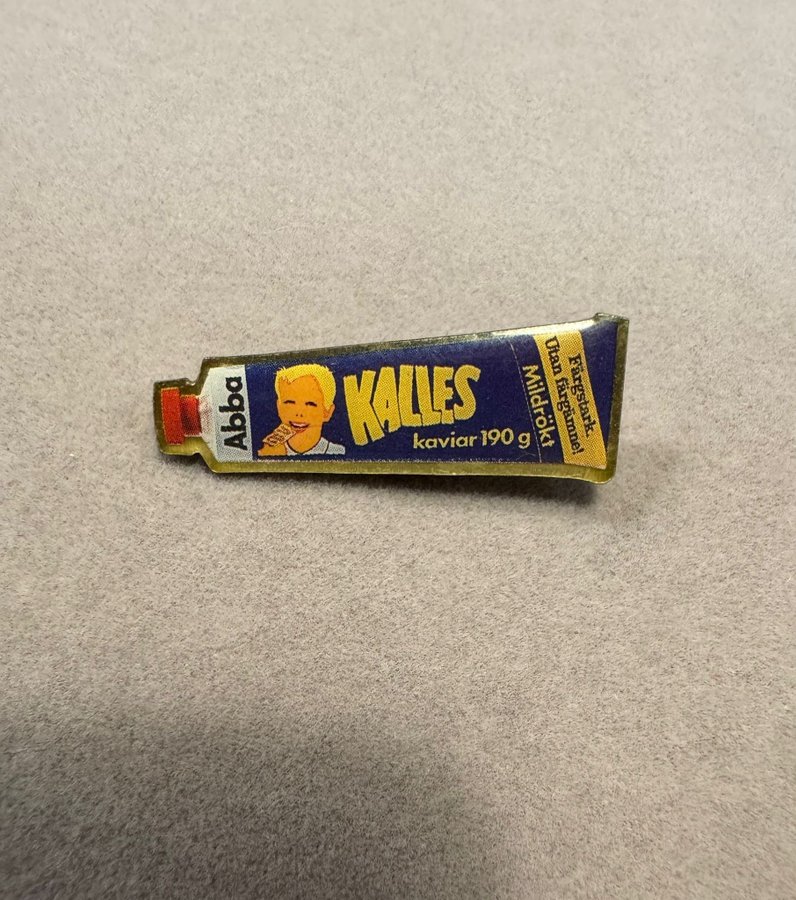 Abba
KALLES
kaviar 190 g
Mildrökt
Färgstark.
Utan färgämne!